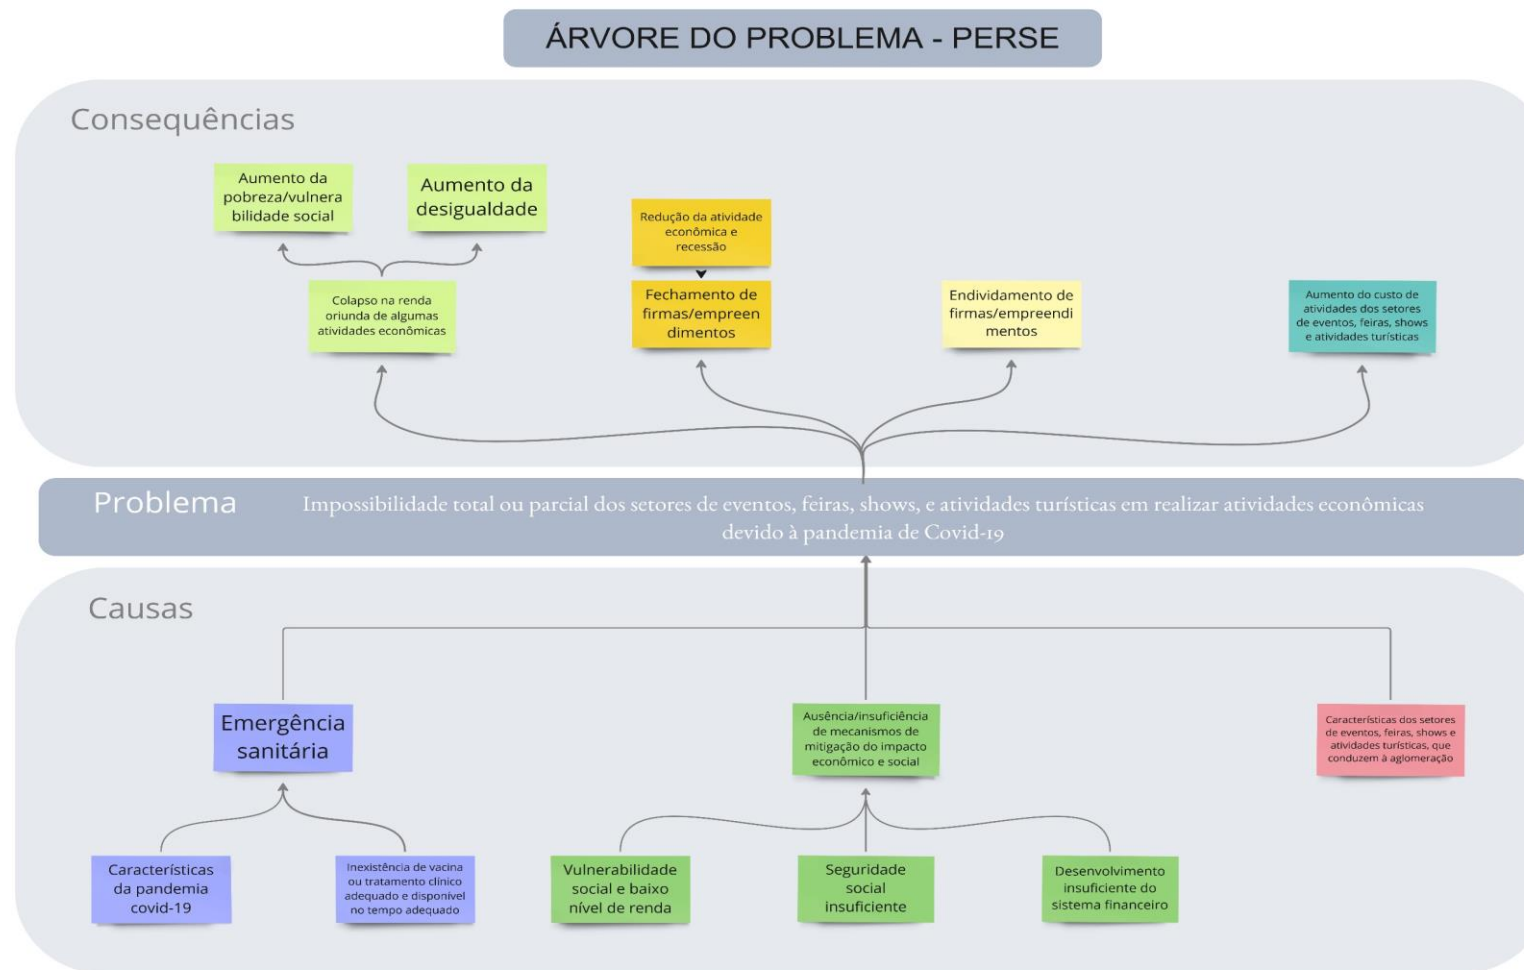 ÁRVORE DO PROBLEMA - PERSE
Consequências
Aumento da
pobreza/vulnera
bilidade social
Aumento da
desigualdade
Redução da atividade
econômica e
recessão
Colapso na renda
oriunda de algumas
atividades econômicas
Fechamento de
firmas/empreen
dimentos
Endividamento de
firmas/empreendi
mentos
Aumento do custo de
atividades dos setores
de eventos, feiras, shows
e atividades turísticas
Problema
Impossibilidade total ou parcial dos setores de eventos, feiras, shows, e atividades turísticas em realizar atividades econômicas
devido à pandemia de Covid-19
Causas
Emergência
sanitária
Ausência/insuficiência
de mecanismos de
mitigação do impacto
econômico e social
Características dos setores
de eventos, feiras, shows e
atividades turísticas, que
conduzem à aglomeração
Características
da pandemia
covid-19
Inexistência de vacina
ou tratamento clínico
adequado e disponível
no tempo adequado
Vulnerabilidade
social e baixo
nível de renda
Seguridade
social
insuficiente
Desenvolvimento
insuficiente do
sistema financeiro